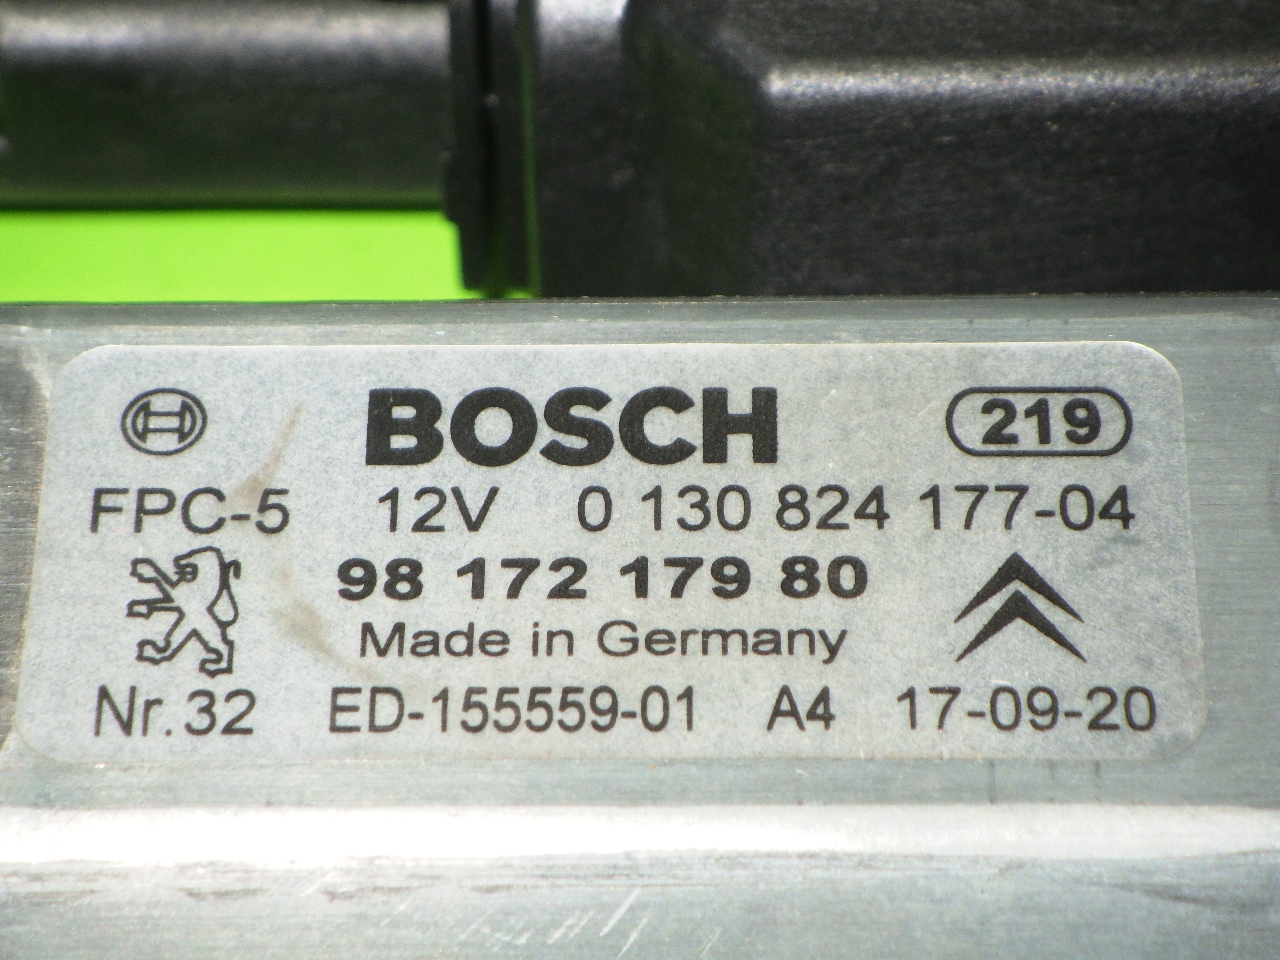 BOSCH 219
FPC-5 12V 0 130 824 177-04
98 172 179 80
Made in Germany
Nr.32 ED-155559-01 A4 17-09-20